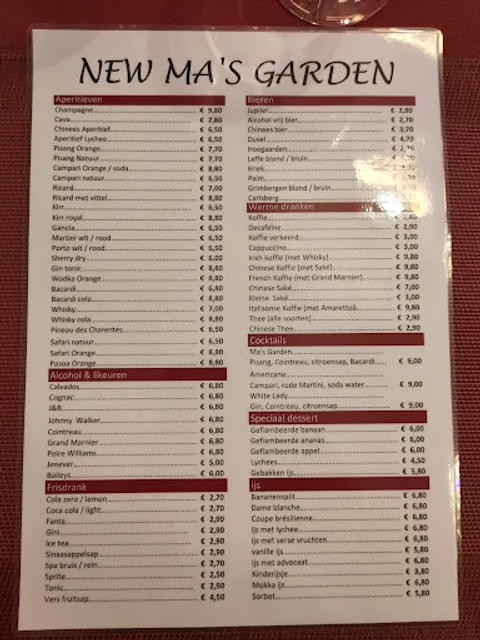 NEW MA'S GARDEN
Aperitieven
Champagne € 9,80
Cava € 7,80
Chinees Aperitief € 6,50
Aperitief Lychee € 6,50
Pisang Orange € 7,70
Pisang Natuur € 7,70
Campari Orange / soda € 8,80
Campari natuur € 6,50
Ricard € 7,00
Ricard met vittel € 8,80
Kirr € 6,50
Kirr royal € 8,80
Gancia € 6,50
Martini wit / rood € 6,50
Porto wit / rood € 6,50
Sherry dry € 6,00
Gin tonic € 8,80
Wodka Orange € 8,80
Bacardi € 6,80
Bacardi cola € 8,80
Whisky € 7,00
Whisky cola € 8,80
Pineau des Charentes € 6,50
Safari natuur € 6,50
Safari Orange € 8,80
Pasoa Orange € 8,80
Alcohol & likeuren
Calvados € 6,80
Cognac € 6,80
J&B € 6,80
Johnny Walker € 6,80
Cointreau € 6,80
Grand Marnier € 6,80
Poire Williams € 6,80
Jenever € 5,00
Baileys € 6,00
Frisdrank
Cola zero / lemon € 2,70
Coca cola / light € 2,70
Fanta € 2,90
Gini € 2,90
Ice tea € 2,90
Sinaasappelsap € 2,90
Spa bruis / rein € 2,70
Sprite € 2,50
Tonic € 2,90
Vers fruitsap € 4,50
Bieren
Jupiler € 2,90
Alcohol vrij bier € 2,70
Chinees bier € 3,70
Duvel € 4,70
Hoegaarden €
Leffe blond / bruin
Kriek
Palm
Grimbergen blond / bruin
Carlsberg
Warme dranken
Koffie € 2,80
Decafeine € 2,90
Koffie verkeerd € 3,00
Cappuccino € 3,00
Irish Koffie (met Whisky) € 9,80
Chinese Koffie (met Saké) € 9,80
French Koffie (met Grand Marnier) € 9,80
Chinese Saké € 7,00
Kleine Saké € 3,00
Italiaanse Koffie (met Amaretto) € 9,80
Thee (alle soorten) € 2,90
Chinese Thee € 2,90
Cocktails
Ma's Garden
Pisang, Cointreau, citroensap, Bacardi € 9,00
Americano
Campari, rode Martini, soda water € 9,00
White Lady
Gin, Cointreau, citroensap € 9,00
Speciaal dessert
Geflambeerde banaan € 6,00
Geflambeerde ananas € 6,00
Geflambeerde appel € 6,00
Lychees € 4,50
Gebakken ijs € 5,80
Ijs
Bananensplit € 6,80
Dame blanche € 6,80
Coupe brésilienne € 6,80
Ijs met lychee € 6,80
Ijs met verse vruchten € 6,80
vanille ijs € 5,80
Ijs met advocaat € 6,80
Kinderijsje € 3,80
Mokka ijs € 6,80
Sorbet € 5,80